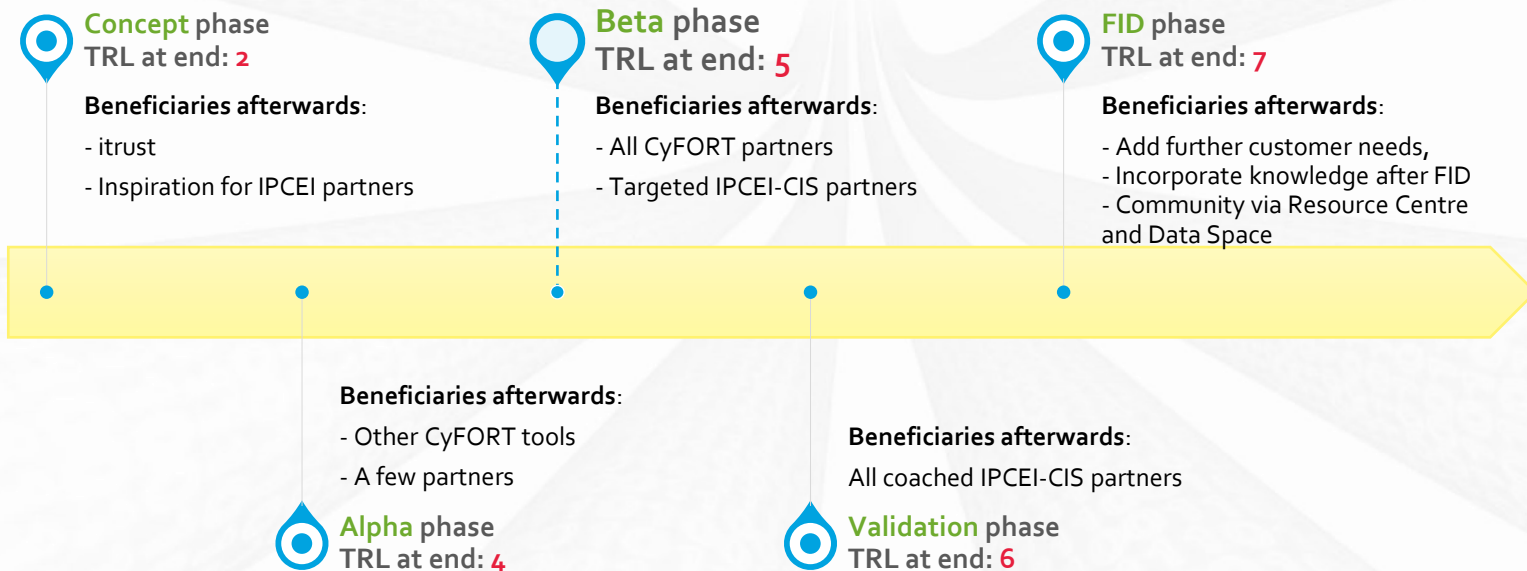 Concept phase
TRL at end: 2
Beneficiaries afterwards:
- itrust
- Inspiration for IPCEI partners
Beta phase
TRL at end: 5
Beneficiaries afterwards:
- All CyFORT partners
- Targeted IPCEI-CIS partners
FID phase
TRL at end: 7
Beneficiaries afterwards:
- Add further customer needs,
- Incorporate knowledge after FID
- Community via Resource Centre
and Data Space
Beneficiaries afterwards:
- Other CyFORT tools
- A few partners
Alpha phase
TRL at end: 4
Beneficiaries afterwards:
All coached IPCEI-CIS partners
Validation phase
TRL at end: 6